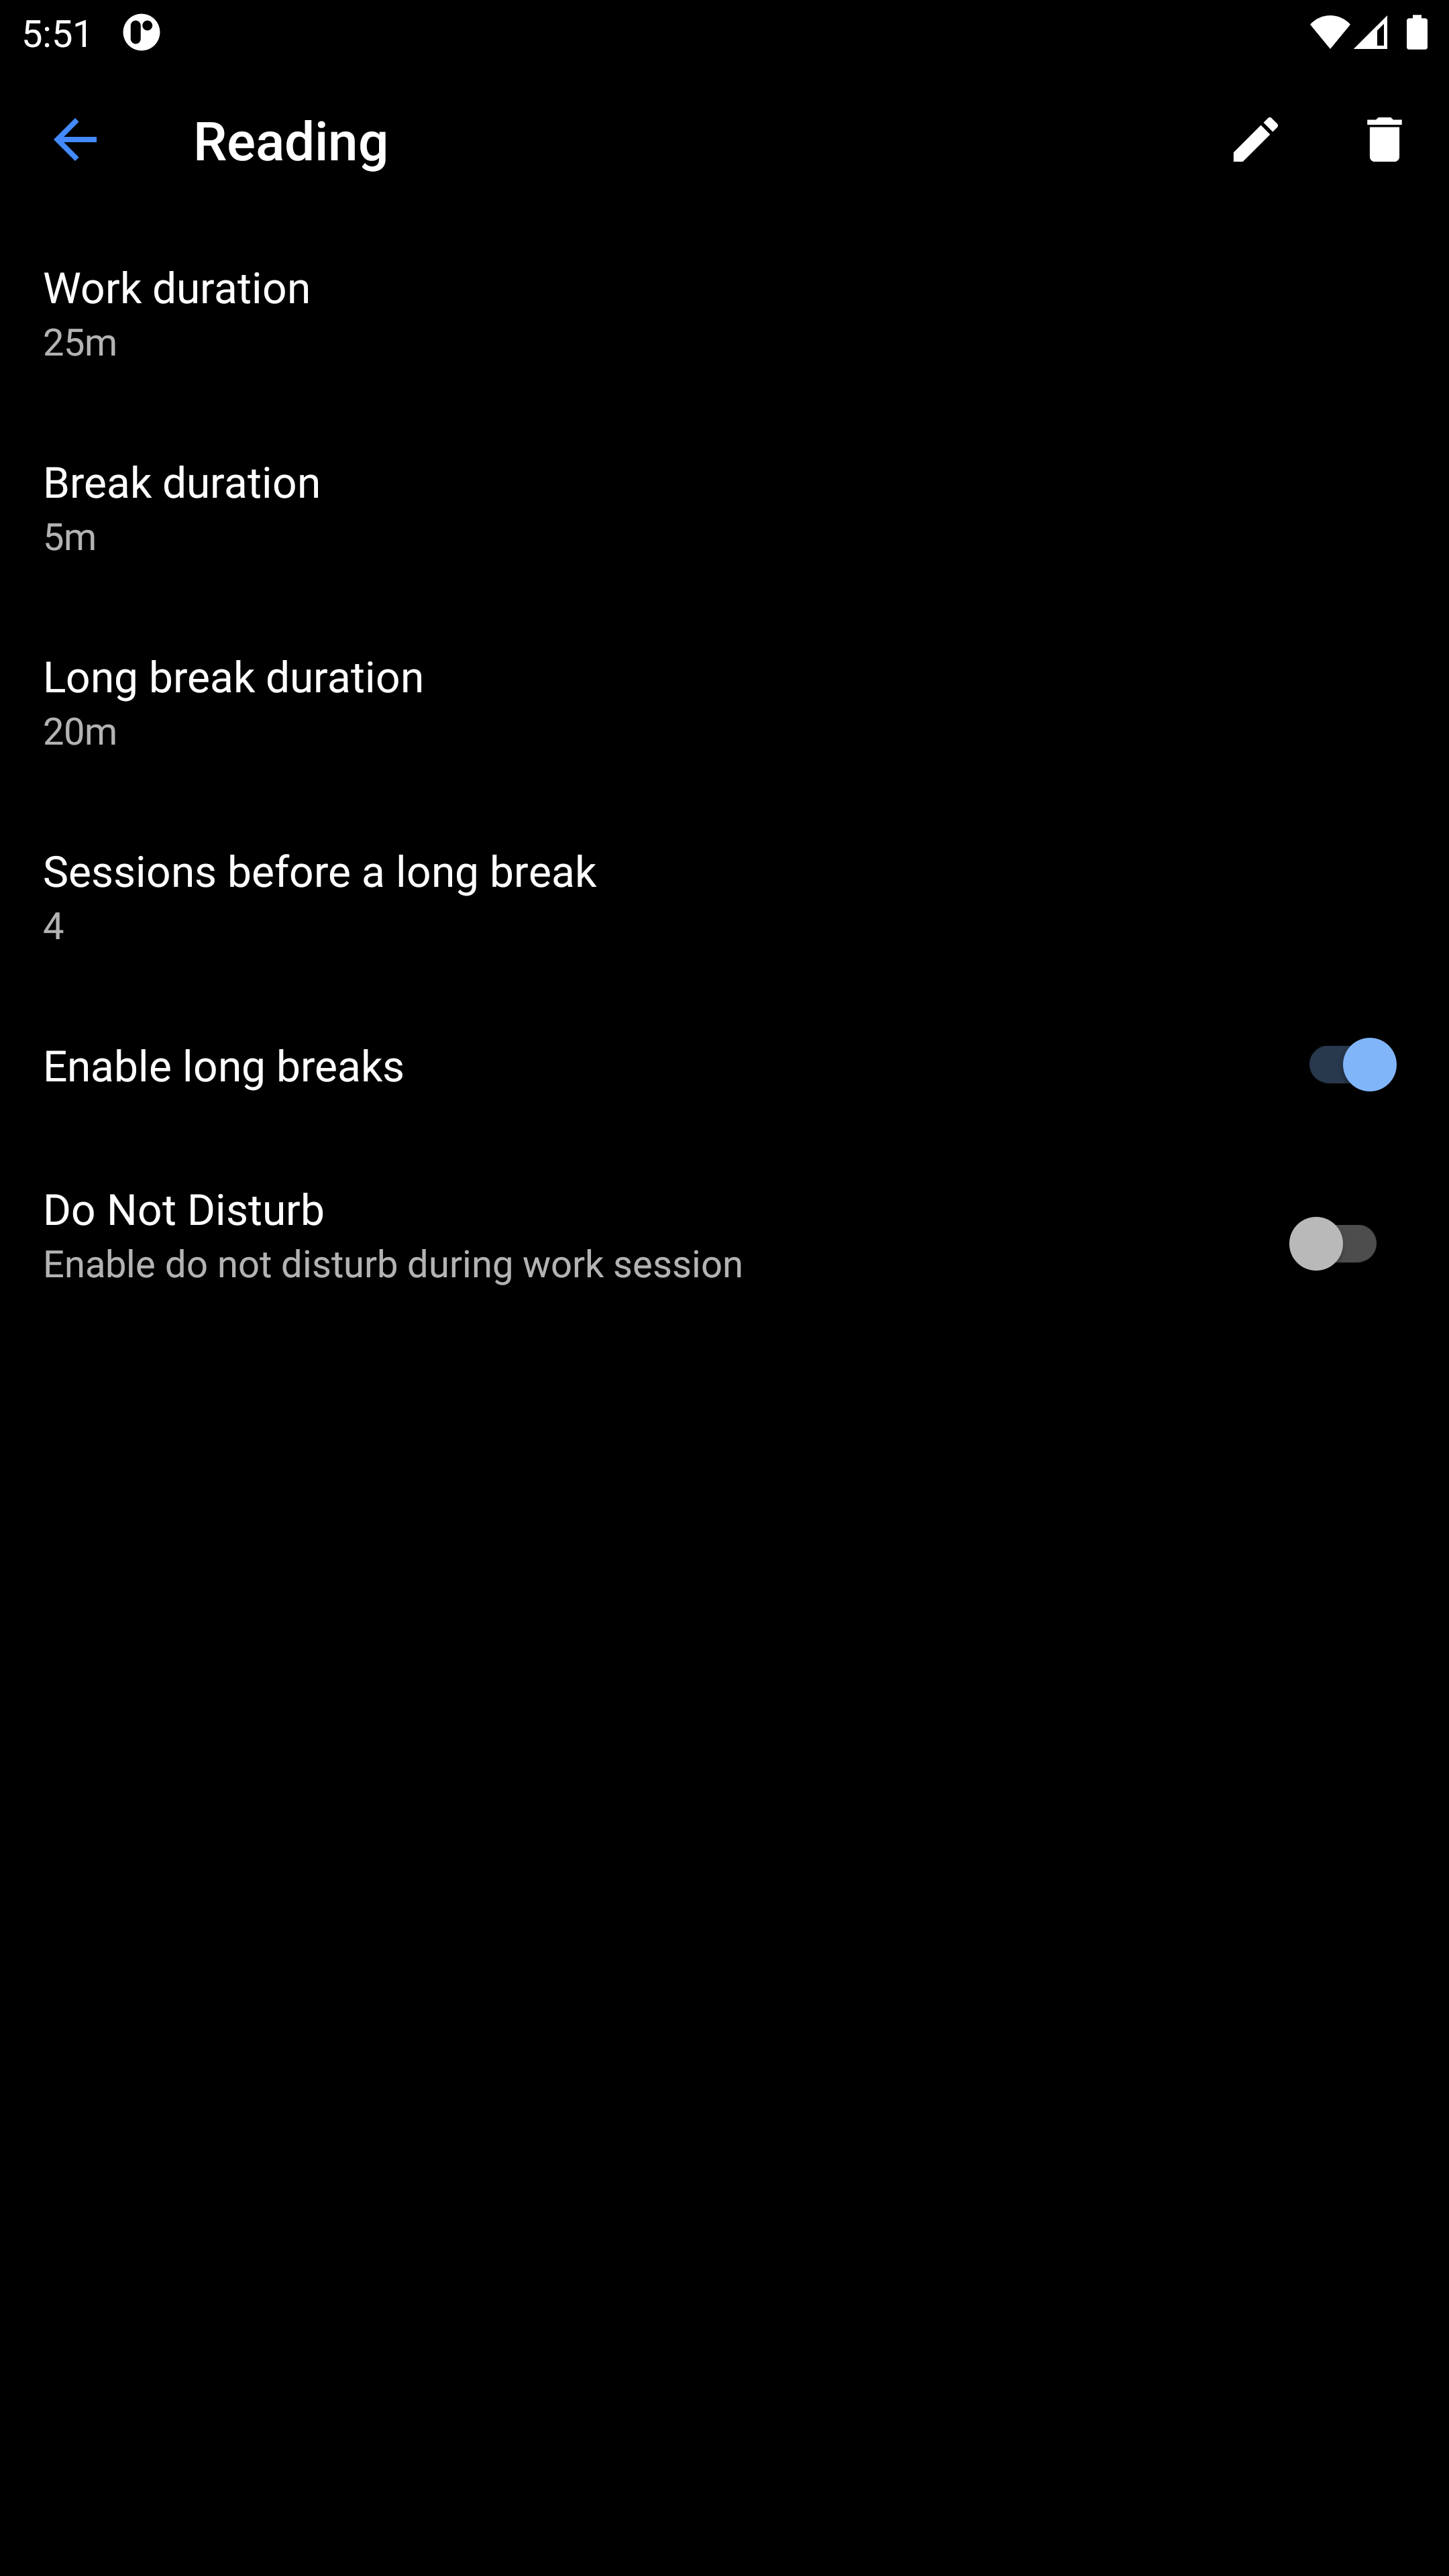 5:51
Reading
Work duration
25m
Break duration
5m
Long break duration
20m
Sessions before a long break
4
Enable long breaks
Do Not Disturb
Enable do not disturb during work session